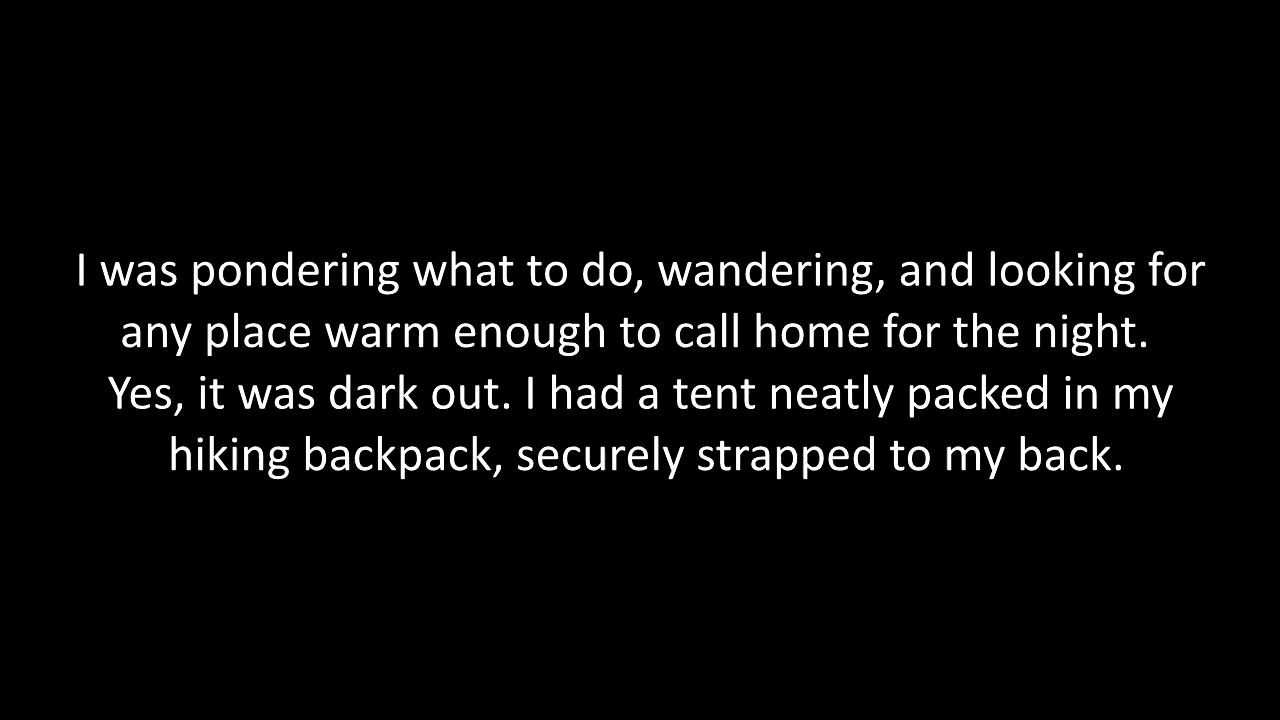 I was pondering what to do, wandering, and looking for
any place warm enough to call home for the night.
Yes, it was dark out. I had a tent neatly packed in my
hiking backpack, securely strapped to my back.